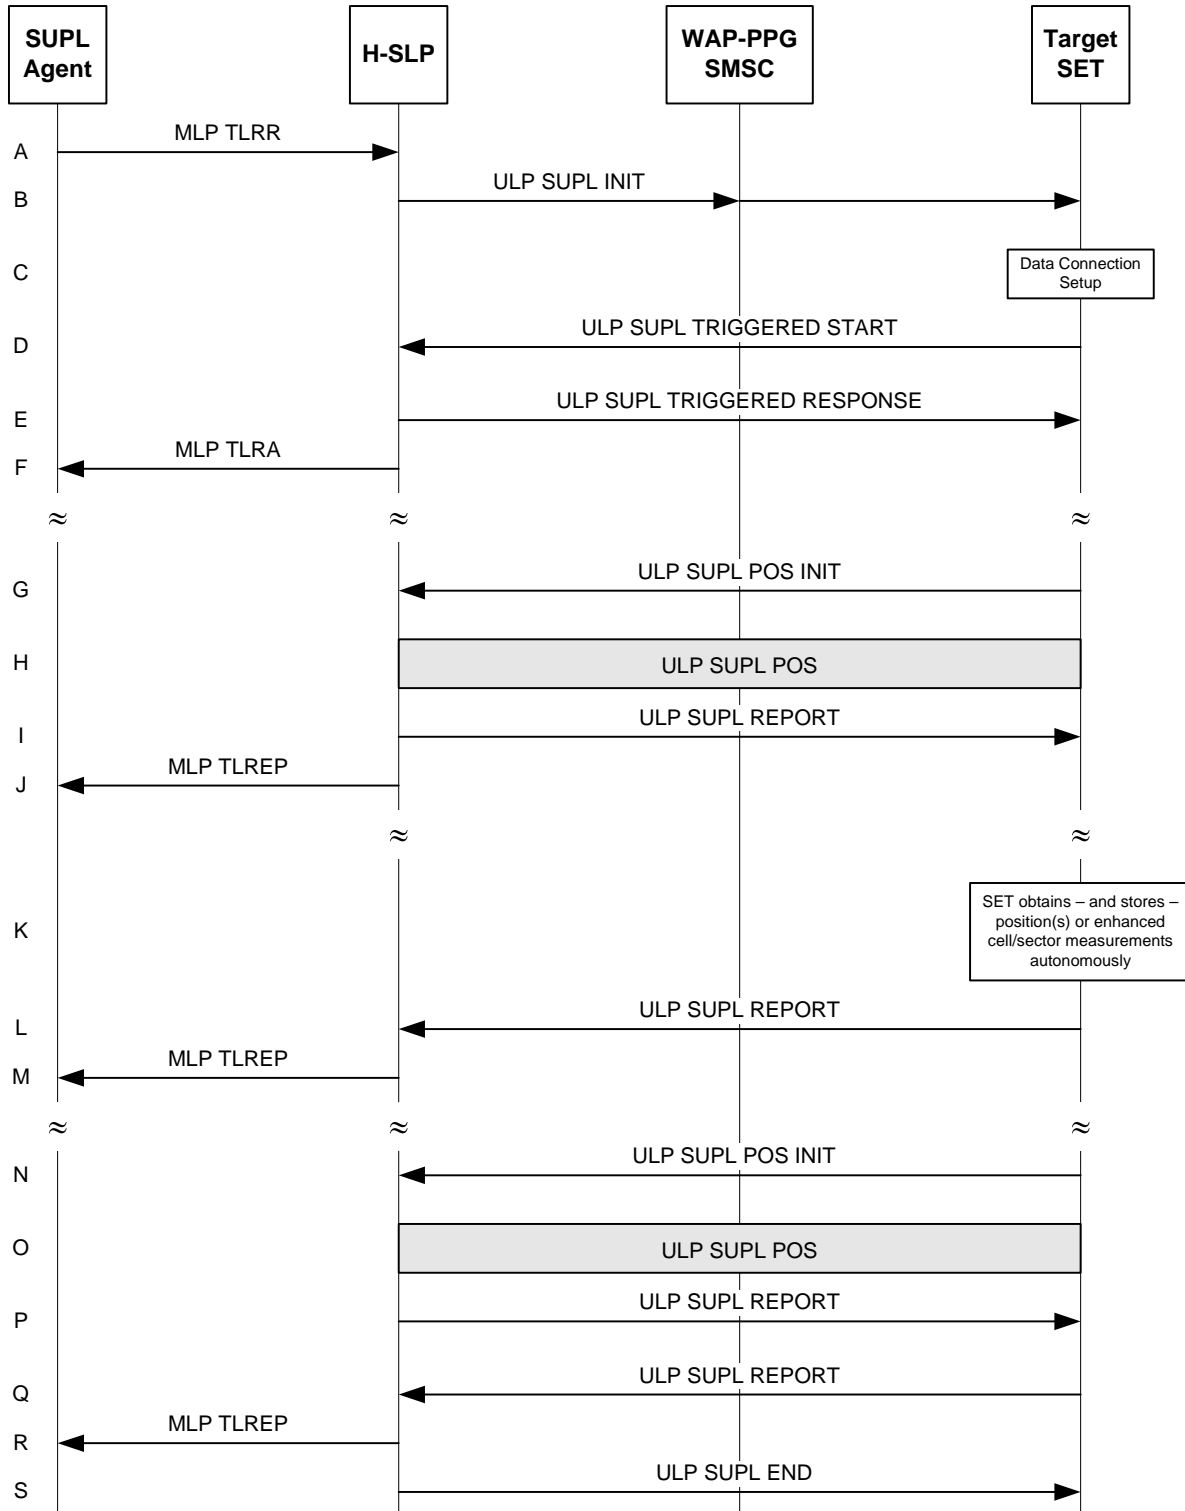 SUPL
Agent
H-SLP
WAP-PPG
SMSC
Target
SET
A
MLP TLRR
B
ULP SUPL INIT
C
Data Connection
Setup
D
ULP SUPL TRIGGERED START
E
ULP SUPL TRIGGERED RESPONSE
F
MLP TLRA
≈ ≈ ≈
G
ULP SUPL POS INIT
H
ULP SUPL POS
I
ULP SUPL REPORT
J
MLP TLREP
≈ ≈
K
SET obtains – and stores –
position(s) or enhanced
cell/sector measurements
autonomously
L
ULP SUPL REPORT
M
MLP TLREP
≈ ≈ ≈
N
ULP SUPL POS INIT
O
ULP SUPL POS
P
ULP SUPL REPORT
Q
ULP SUPL REPORT
R
MLP TLREP
S
ULP SUPL END